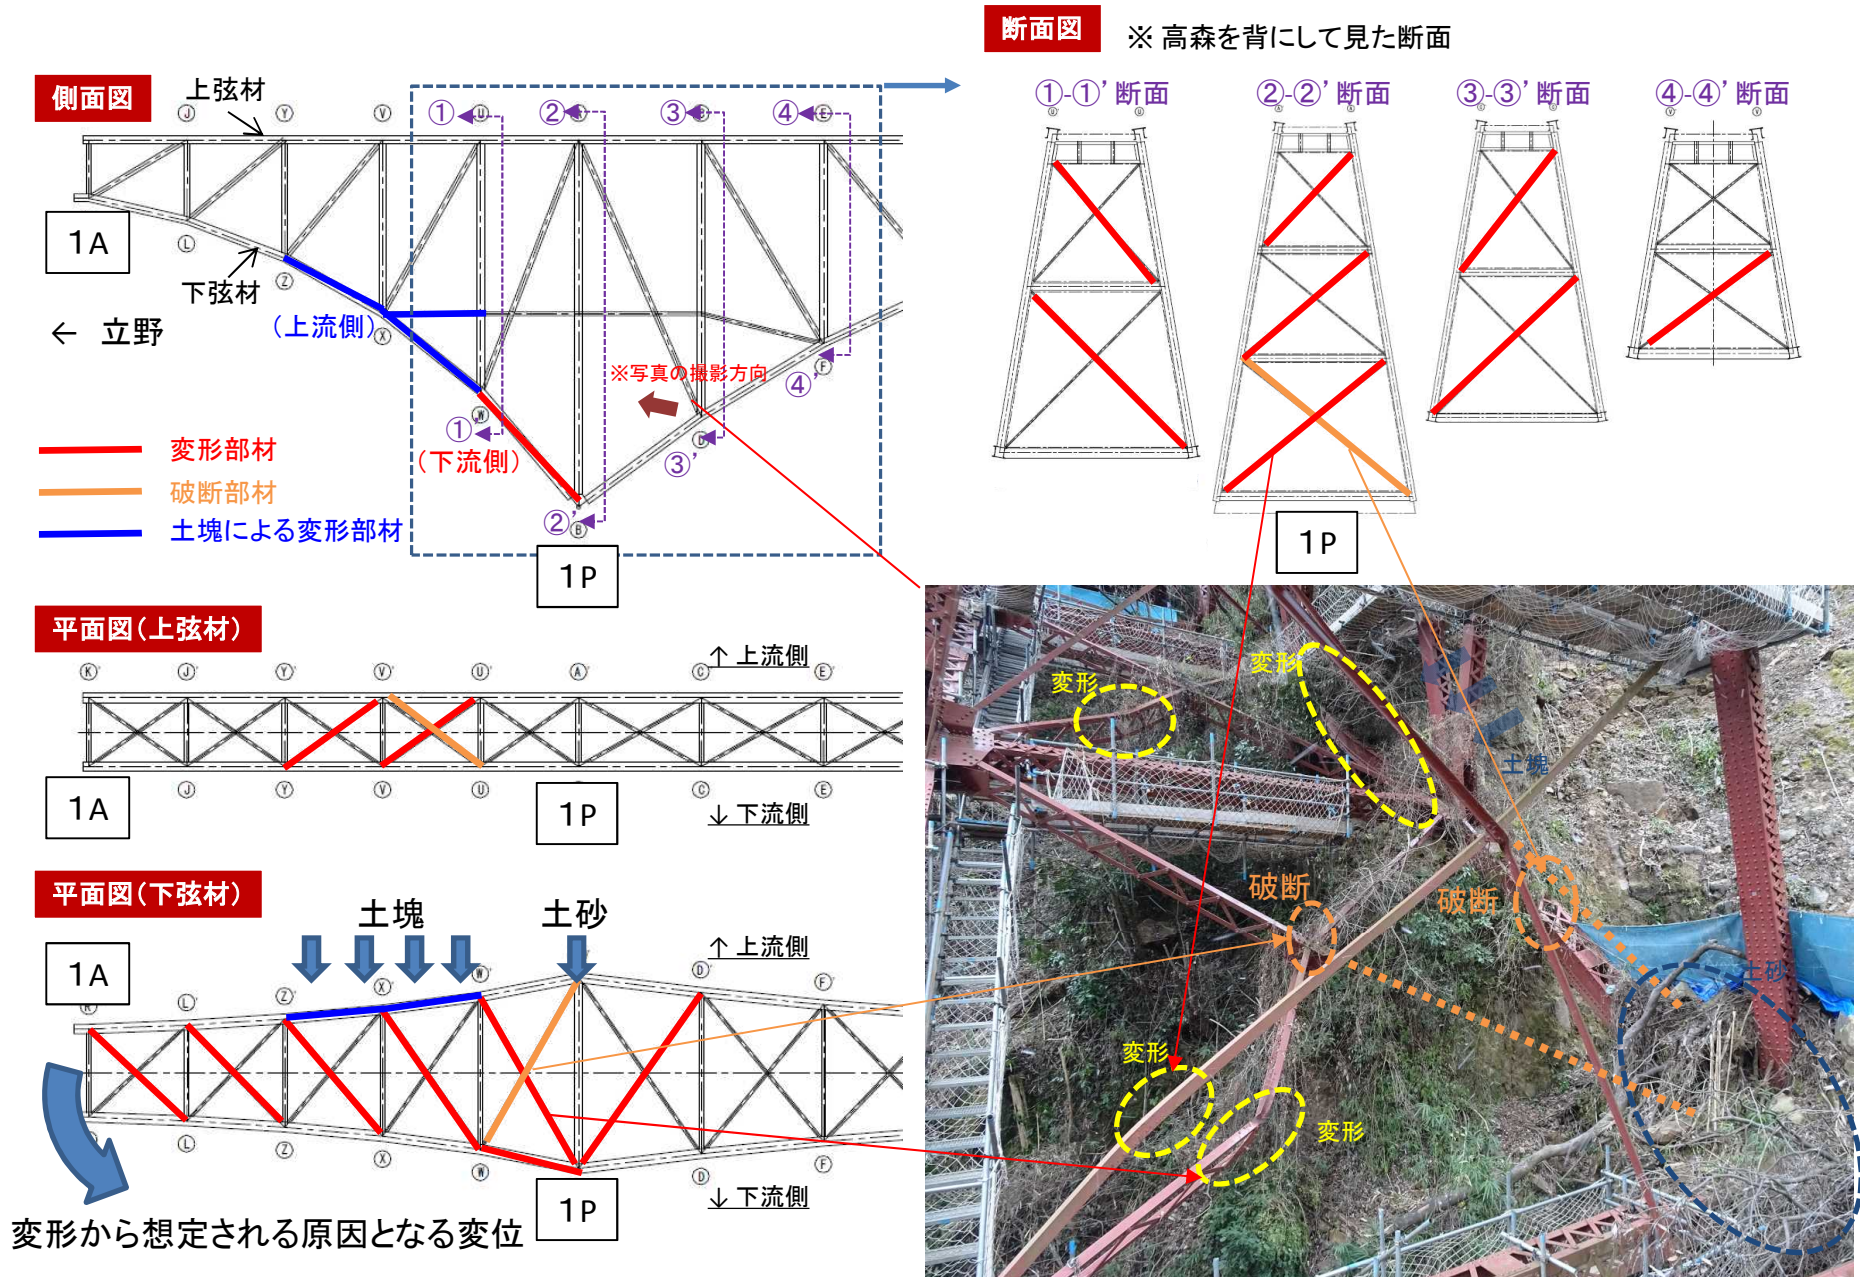 側面図
上弦材
Ⓙ Ⓨ Ⓥ ① Ⓤ ② ③ ④ Ⓔ
1A
Ⓛ
Ⓩ
下弦材
← 立野
(上流側)
Ⓧ
※写真の撮影方向
Ⓕ
④’
Ⓦ
①’
Ⓓ
③’
(下流側)
変形部材
破断部材
土塊による変形部材
②’
Ⓑ
1P
断面図
※ 高森を背にして見た断面
①-①’ 断面
②-②’ 断面
③-③’ 断面
④-④’ 断面
1P
平面図(上弦材)
↑ 上流側
Ⓚ’ Ⓙ’ Ⓨ’ Ⓥ’ Ⓤ’ Ⓐ’ Ⓒ’ Ⓔ’
1A
Ⓙ Ⓨ Ⓥ Ⓤ Ⓒ Ⓔ
1P
↓ 下流側
平面図(下弦材)
土塊
土砂
↑ 上流側
1A
Ⓛ’ Ⓩ’ Ⓧ’ Ⓦ’ Ⓓ’ Ⓕ’
Ⓛ Ⓩ Ⓧ Ⓦ Ⓓ Ⓕ
1P
↓ 下流側
変形から想定される原因となる変位
変形
変形
土塊
破断
破断
土砂
変形
変形